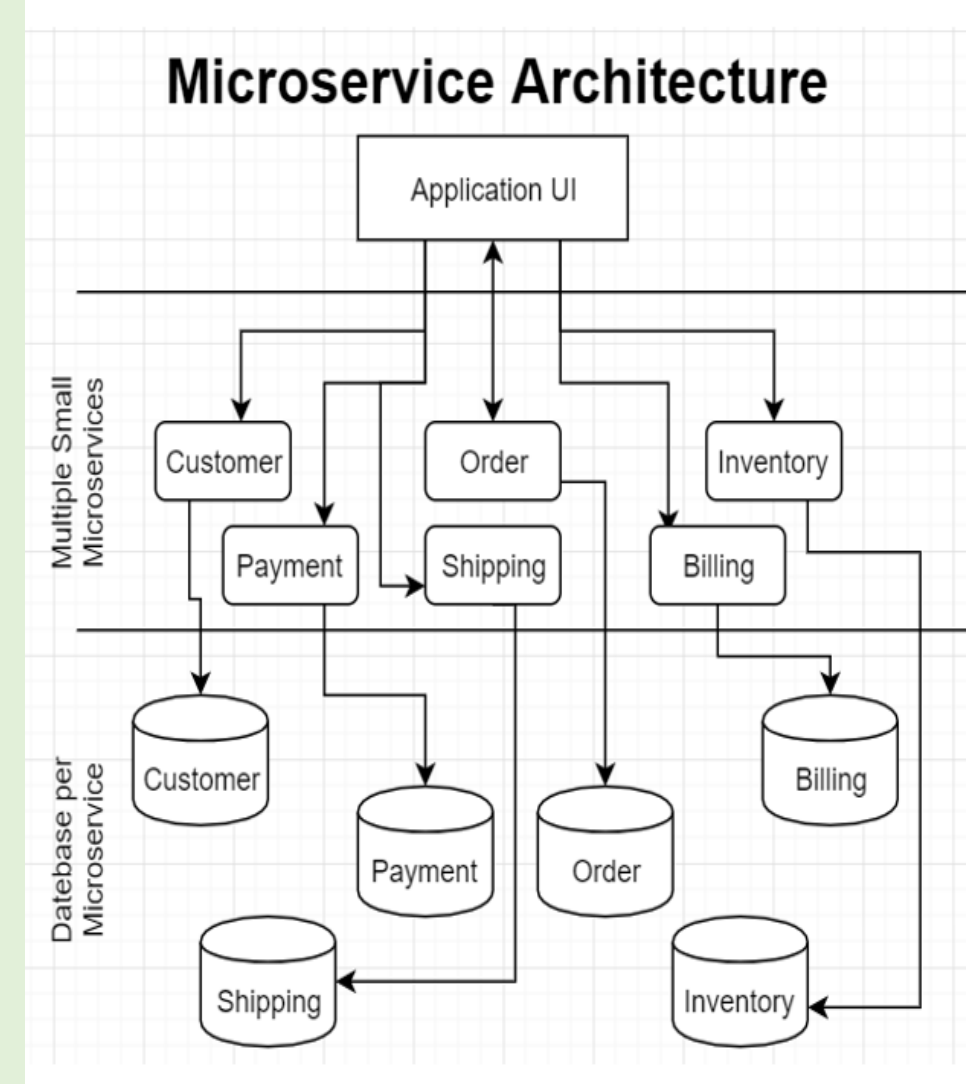 Microservice Architecture
Application UI
Multiple Small
Microservices
Customer
Order
Inventory
Payment
Shipping
Billing
Datebase per
Microservice
Customer
Billing
Payment
Order
Shipping
Inventory